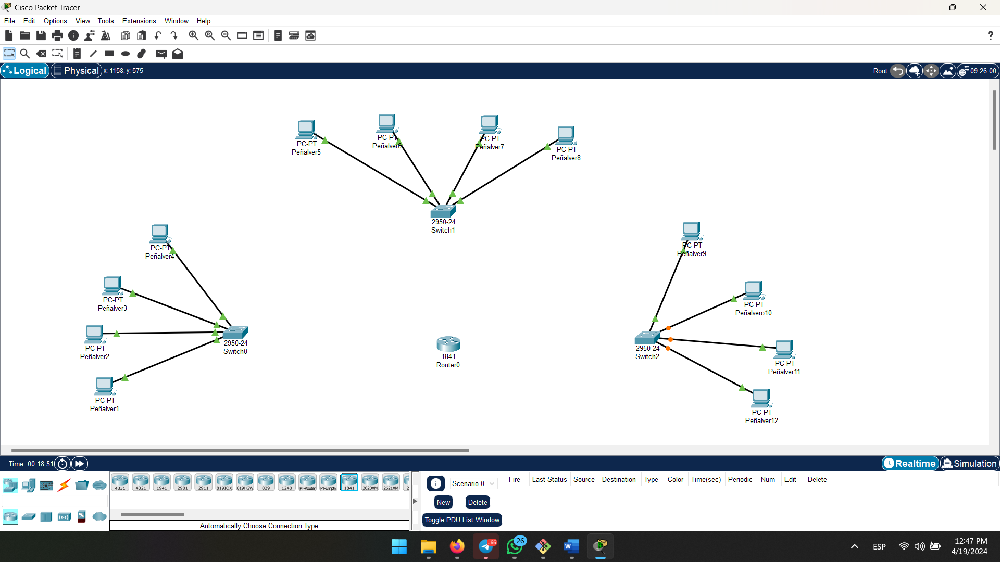 Cisco Packet Tracer
File Edit Options View Tools Extensions Window Help
?
Logical Physical x: 1158, y: 575 Root 09:26:00
PC-PT
Peñalver5
PC-PT
Peñalver6
PC-PT
Peñalver7
PC-PT
Peñalver8
2950-24
Switch1
PC-PT
Peñalver4
PC-PT
Peñalver3
PC-PT
Peñalver2
PC-PT
Peñalver1
2950-24
Switch0
1841
Router0
PC-PT
Peñalver9
PC-PT
Peñalvero10
PC-PT
Peñalver11
PC-PT
Peñalver12
2950-24
Switch2
Time: 00:18:51 Realtime Simulation
4331 4321 1941 2901 2911 819IOX 819HGW 829 1240 PT-Router PT-Empty 1841 2620XM 2621XM 2
Automatically Choose Connection Type
Scenario 0
New Delete
Toggle PDU List Window
Fire Last Status Source Destination Type Color Time(sec) Periodic Num Edit Delete
..66 26
ESP
12:47 PM
4/19/2024